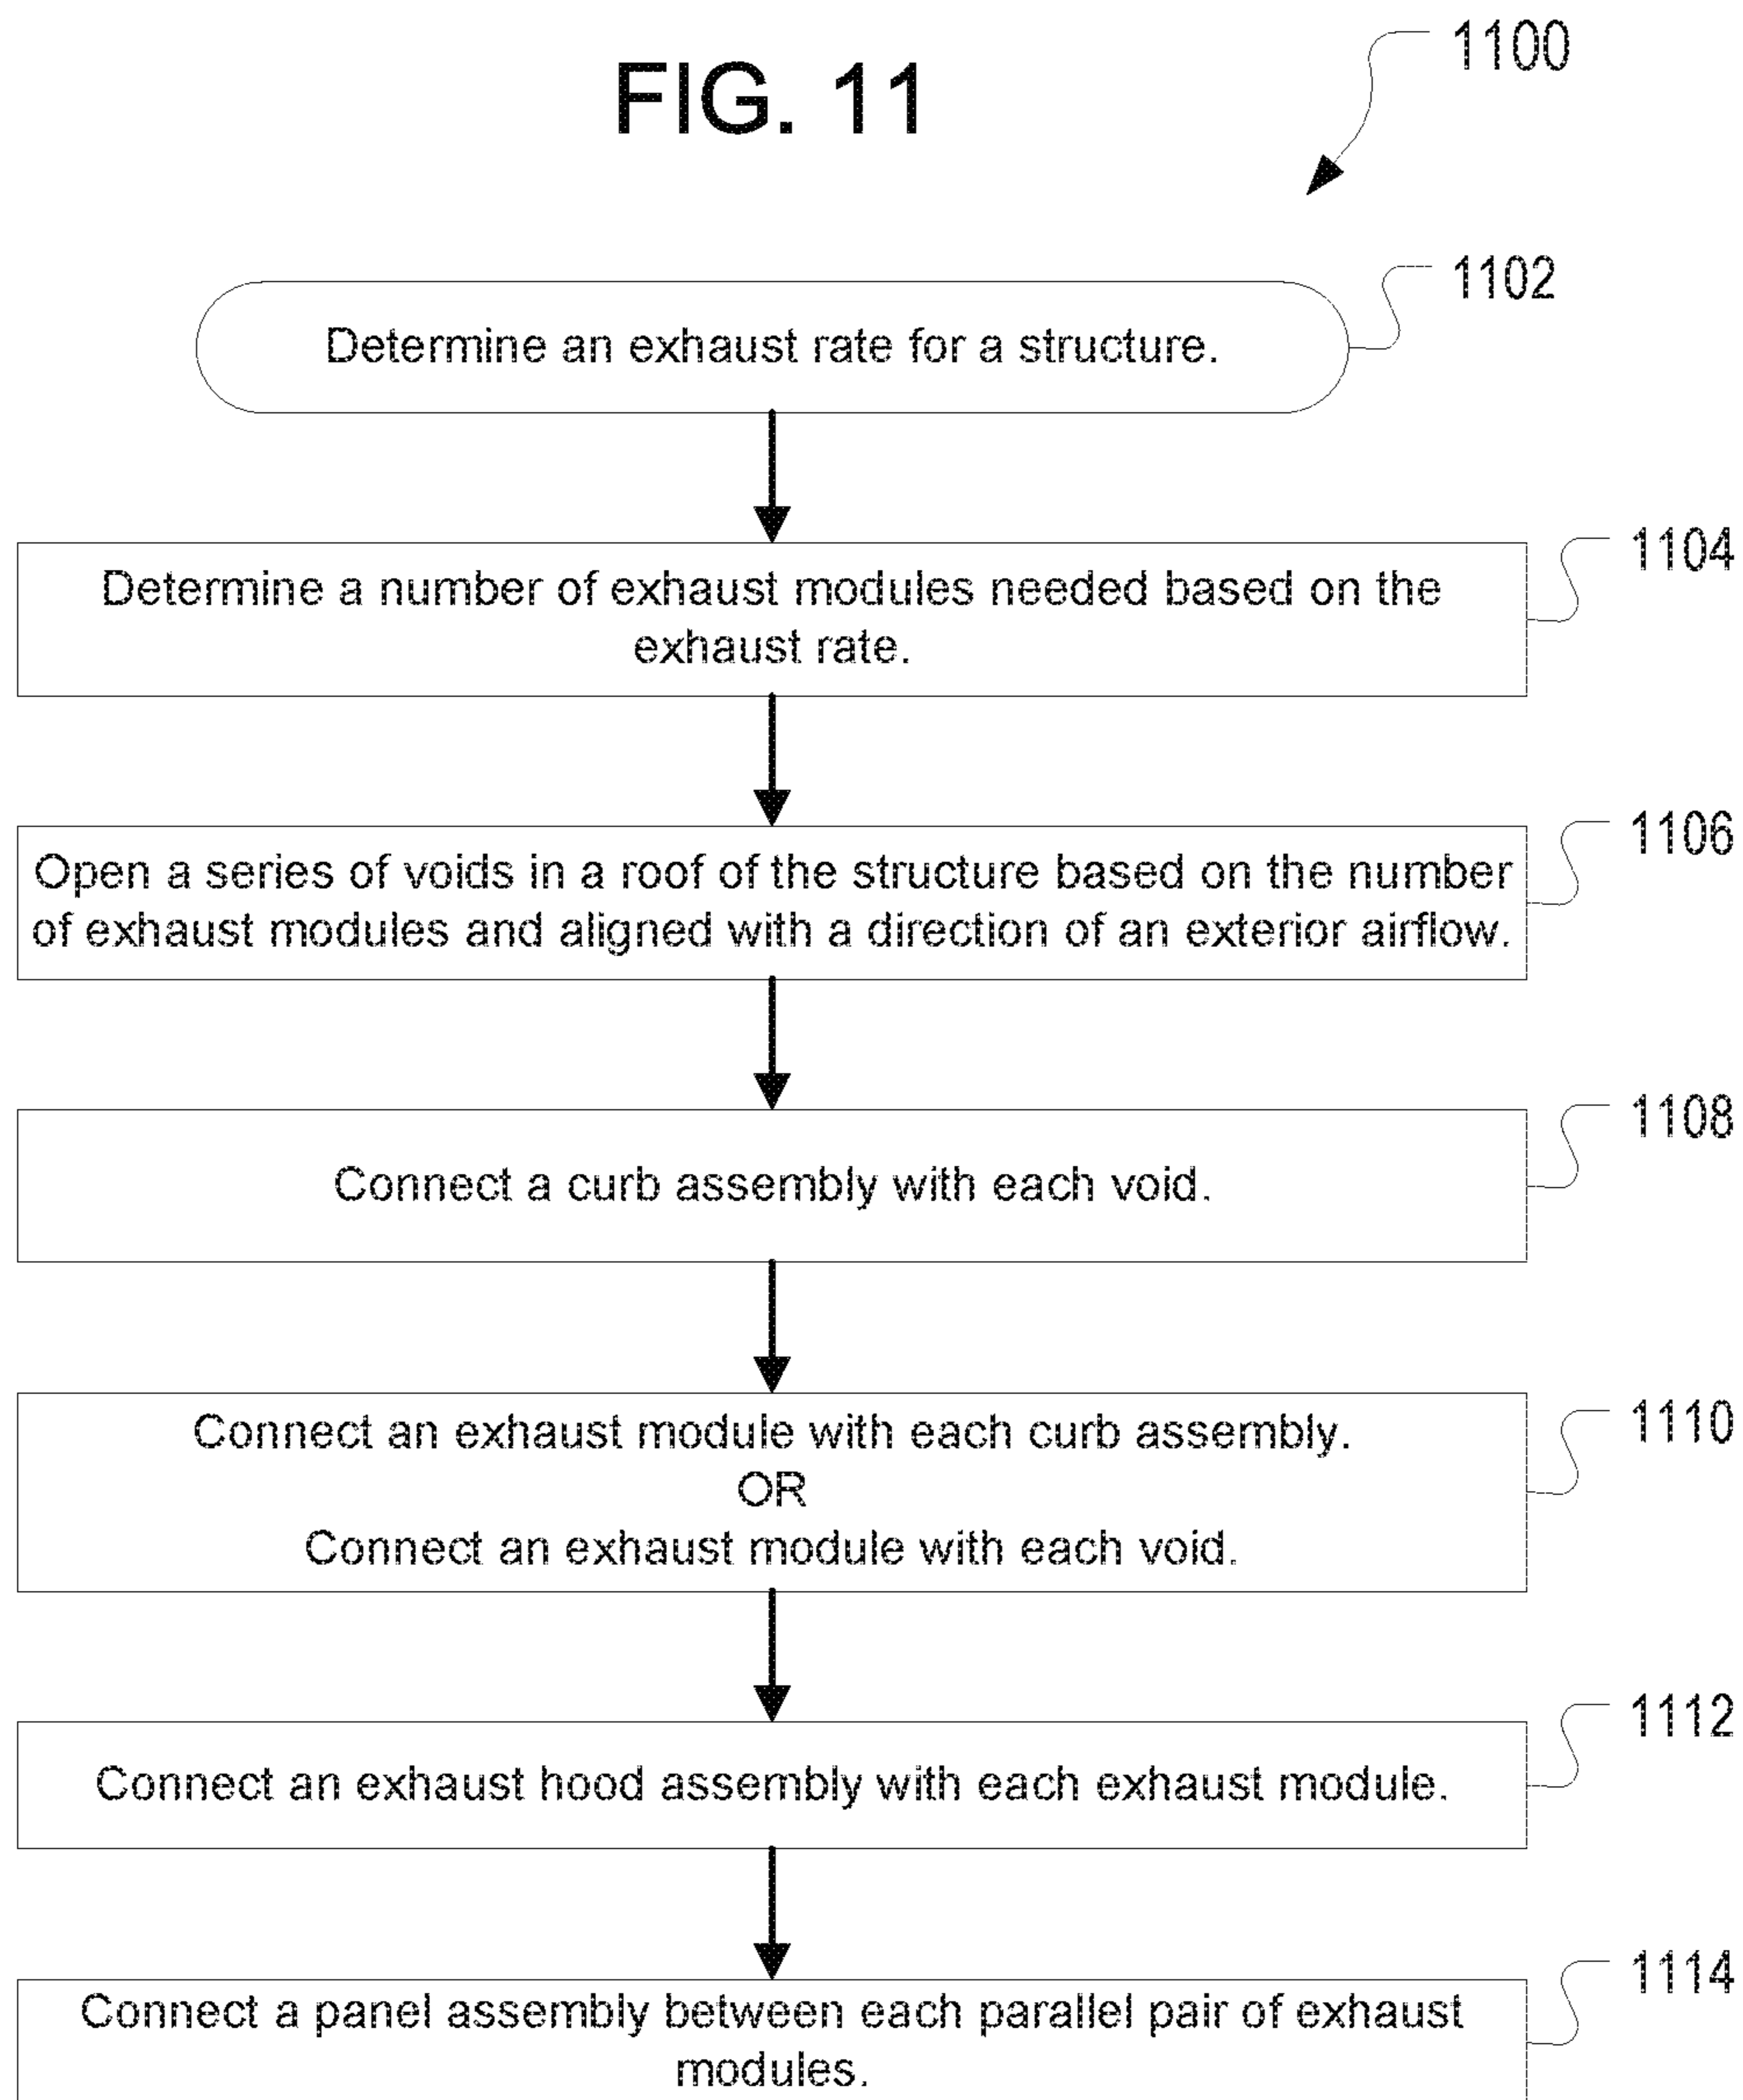 FIG. 11
1100
1102
Determine an exhaust rate for a structure.
1104
Determine a number of exhaust modules needed based on the
exhaust rate.
1106
Open a series of voids in a roof of the structure based on the number
of exhaust modules and aligned with a direction of an exterior airflow.
1108
Connect a curb assembly with each void.
1110
Connect an exhaust module with each curb assembly.
OR
Connect an exhaust module with each void.
1112
Connect an exhaust hood assembly with each exhaust module.
1114
Connect a panel assembly between each parallel pair of exhaust
modules.